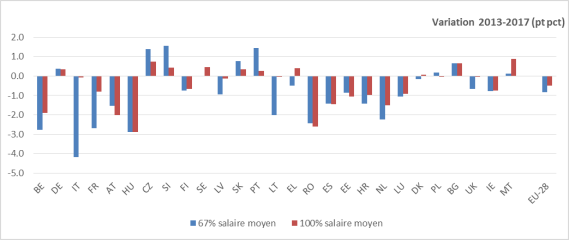 Variation 2013-2017 (pt pct)
2.0
1.0
0.0
-1.0
-2.0
-3.0
-4.0
-5.0
BE DE IT FR AT HU CZ SI FI SE LV SK PT LT EL RO ES EE HR NL LU DK PL BG UK IE MT EU-28
67% salaire moyen 100% salaire moyen